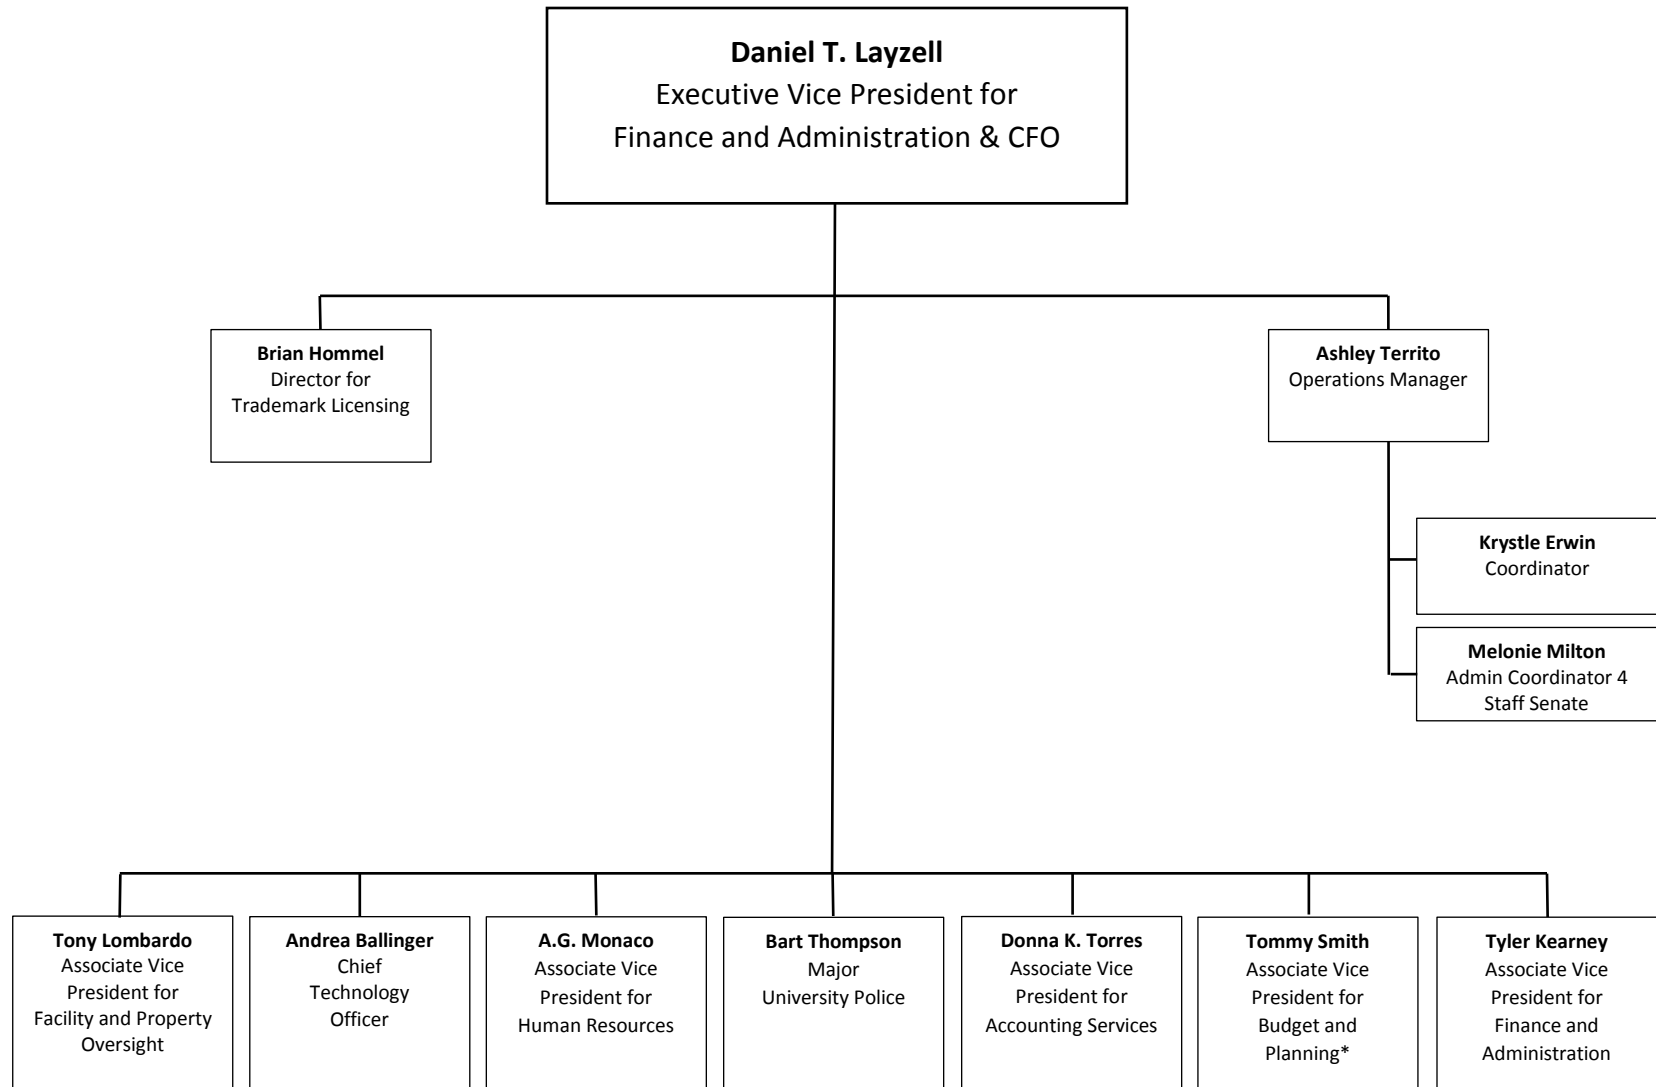 Daniel T. Layzell
Executive Vice President for
Finance and Administration & CFO
Brian Hommel
Director for
Trademark Licensing
Ashley Territo
Operations Manager
Krystle Erwin
Coordinator
Melonie Milton
Admin Coordinator 4
Staff Senate
Tony Lombardo
Associate Vice
President for
Facility and Property
Oversight
Andrea Ballinger
Chief
Technology
Officer
A.G. Monaco
Associate Vice
President for
Human Resources
Bart Thompson
Major
University Police
Donna K. Torres
Associate Vice
President for
Accounting Services
Tommy Smith
Associate Vice
President for
Budget and
Planning*
Tyler Kearney
Associate Vice
President for
Finance and
Administration